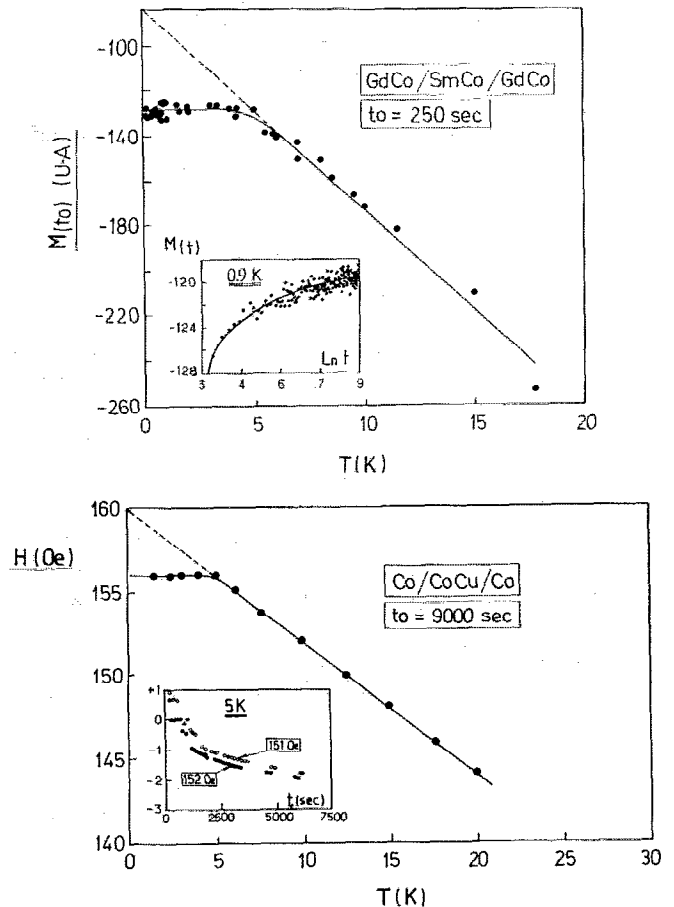 -100
-140
-180
-220
-260
M(to) (U·A)
GdCo/SmCo/GdCo
to = 250 sec
M(t)
0.9 K
-120
-124
-128
Ln t
3 4 .6 .7 9
0 5 10 15 20
T(K)
160
155
150
145
140
H(Oe)
Co/CoCu/Co
to = 9000 sec
+1
0
-1
-2
-3
5K
151 Oe
152 Oe
t(sec)
0 2500 5000 7500
0 5 10 15 20 25 30
T(K)